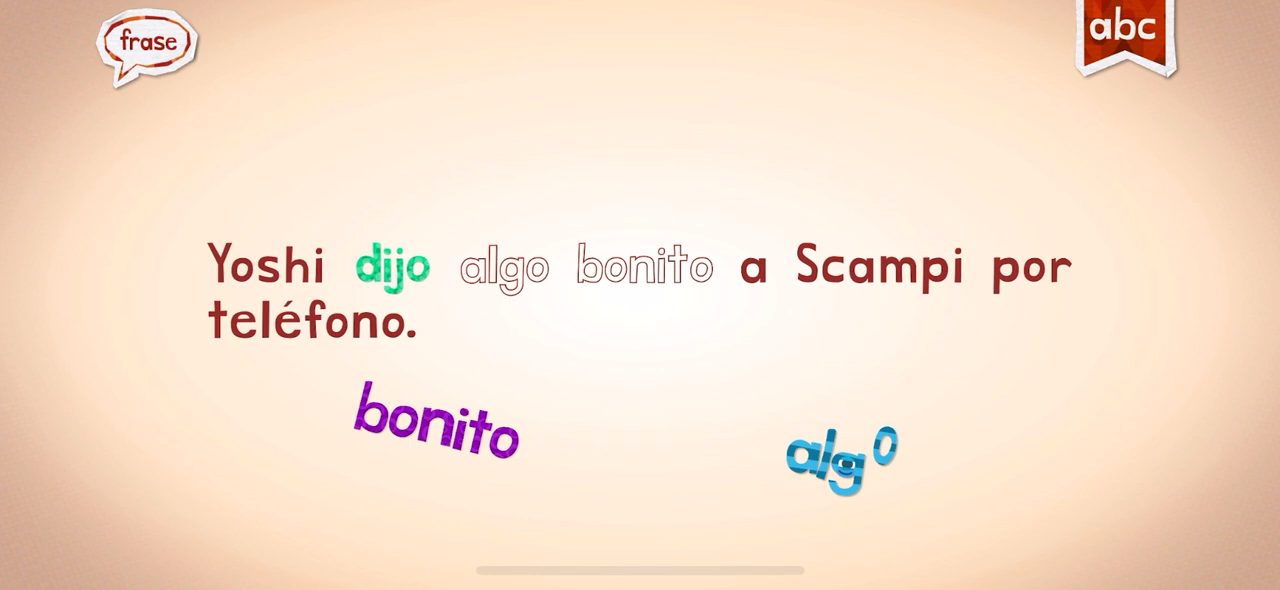 frase
abc
Yoshi dijo algo bonito a Scampi por
teléfono.
bonito
algo